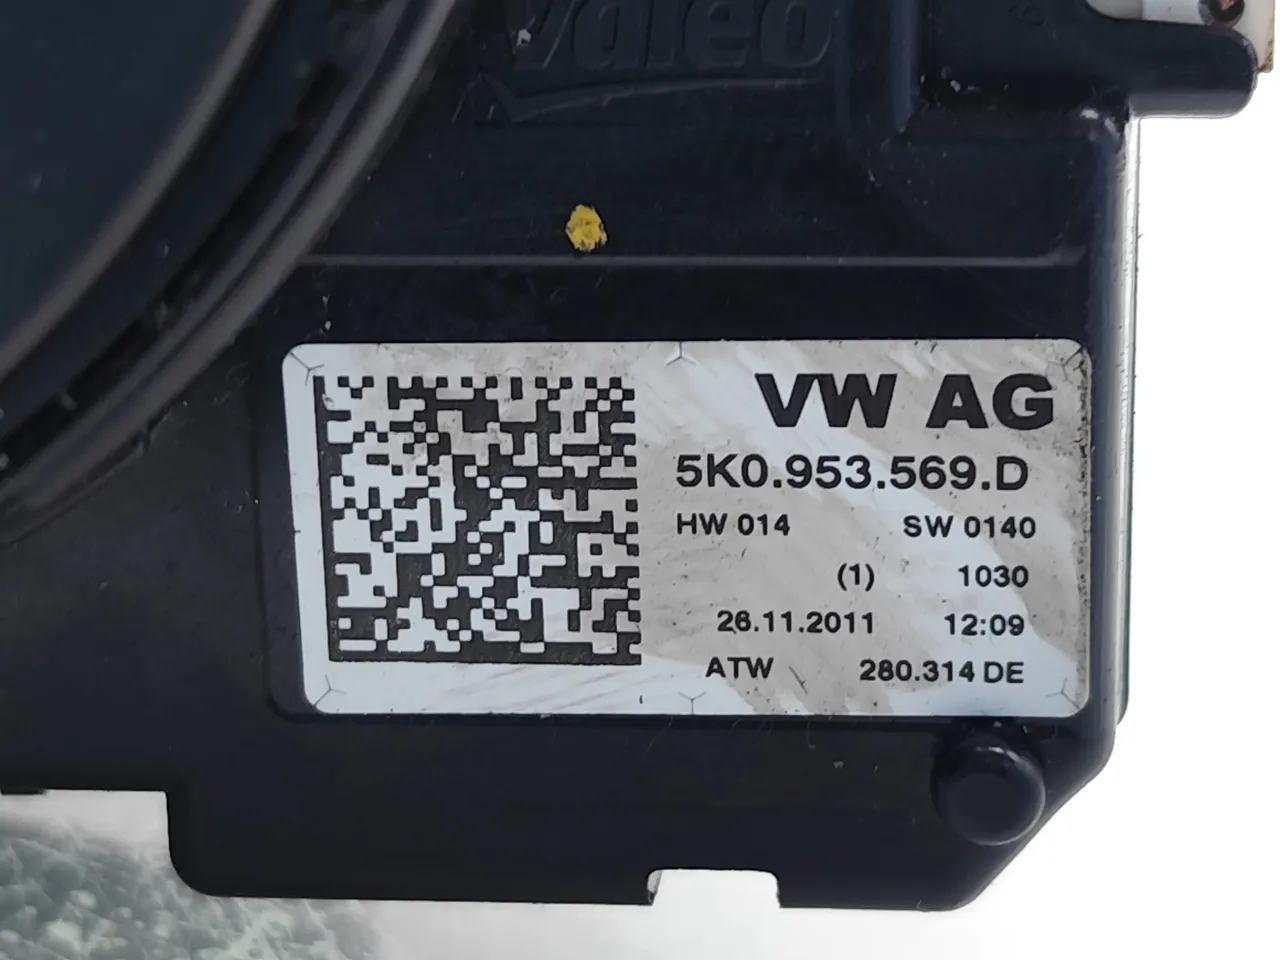 Valeo
VW AG
5K0.953.569.D
HW 014 SW 0140
(1) 1030
26.11.2011 12:09
ATW 280.314 DE